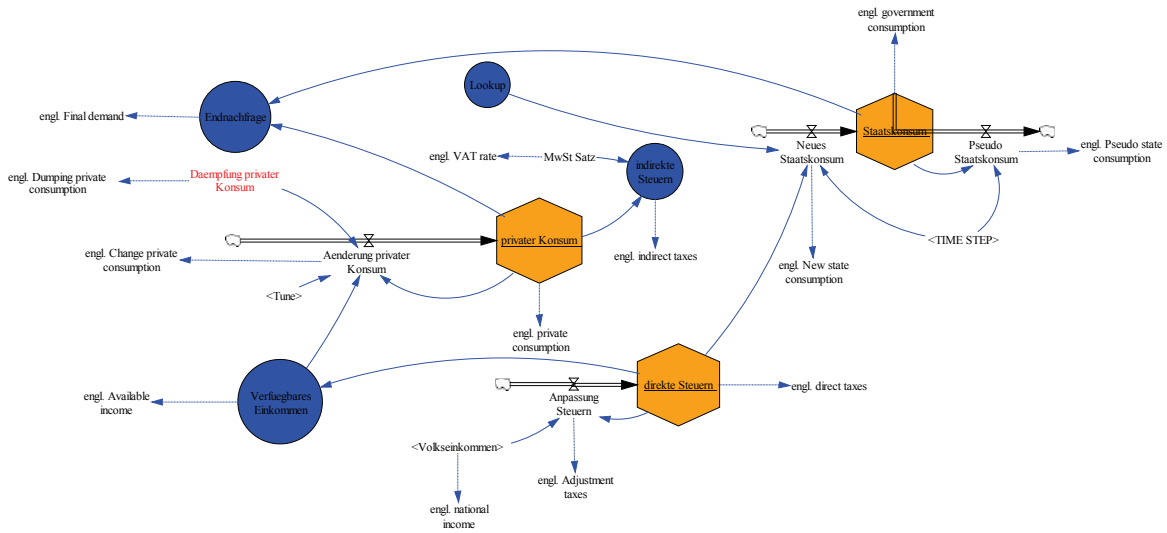 engl. government
consumption
Lookup
Endnachfrage
engl. Final demand
Staatskonsum
Neues
Staatskonsum
Pseudo
Staatskonsum
engl. Pseudo state
consumption
engl. VAT rate
MwSt Satz
indirekte
Steuern
engl. Dumping private
consumption
Daempfung privater
Konsum
privater Konsum
<TIME STEP>
engl. Change private
consumption
Aenderung privater
Konsum
engl. indirect taxes
engl. New state
consumption
<Tune>
engl. private
consumption
direkte Steuern
engl. direct taxes
Verfuegbares
Einkommen
engl. Available
income
Anpassung
Steuern
<Volkseinkommen>
engl. Adjustment
taxes
engl. national
income